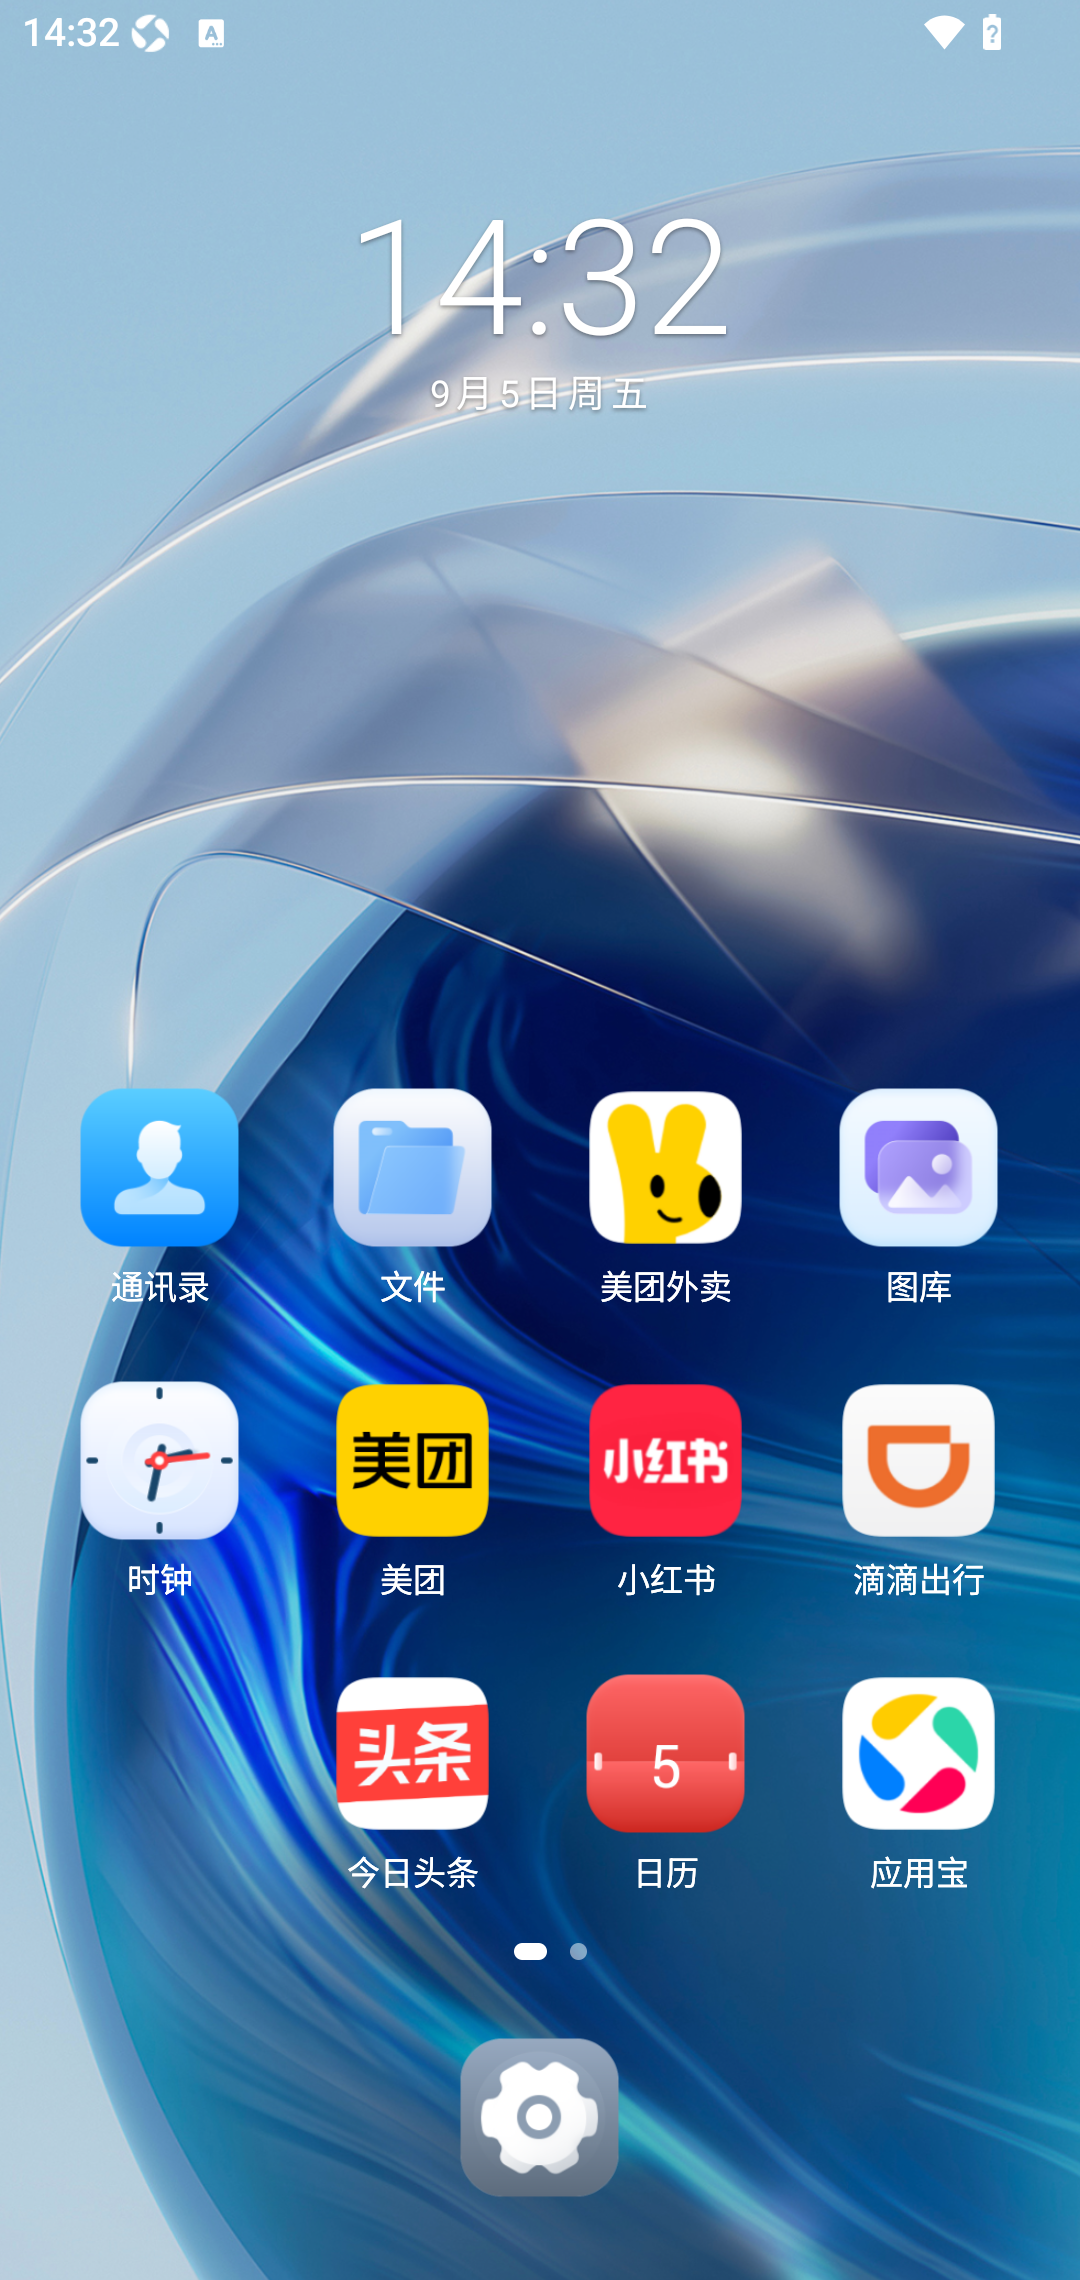 14:32
14:32
9月5日周五
通讯录
文件
美团外卖
图库
美团
小红书
时钟
美团
小红书
滴滴出行
头条
5
今日头条
日历
应用宝